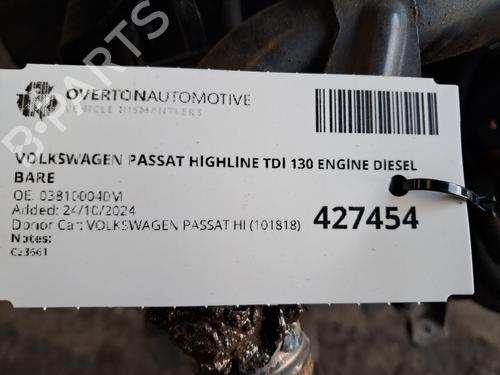 OVERTONAUTOMOTIVE
VEHICLE DISMANTLERS
VOLKSWAGEN PASSAT HIGHLINE TDI 130 ENGINE DIESEL
BARE
OE: 038100040M
Added: 24/10/2024
Donor Car: VOLKSWAGEN PASSAT HI (101818)
427454
Notes:
C23661
B-PARTS